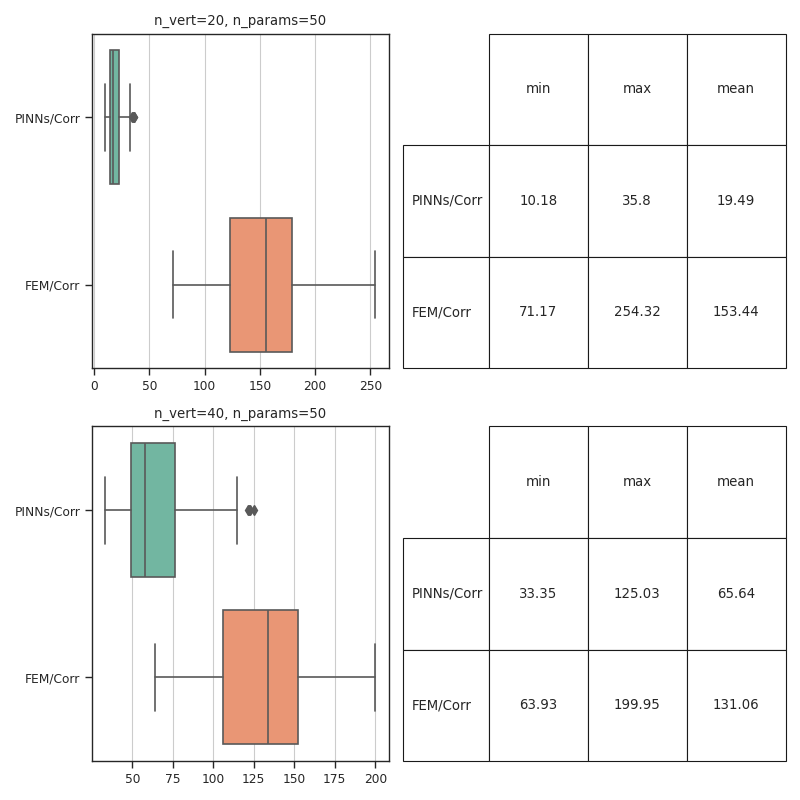 n_vert=20, n_params=50
PINNs/Corr
FEM/Corr
0 50 100 150 200 250
min max mean
PINNs/Corr 10.18 35.8 19.49
FEM/Corr 71.17 254.32 153.44
n_vert=40, n_params=50
PINNs/Corr
FEM/Corr
50 75 100 125 150 175 200
min max mean
PINNs/Corr 33.35 125.03 65.64
FEM/Corr 63.93 199.95 131.06